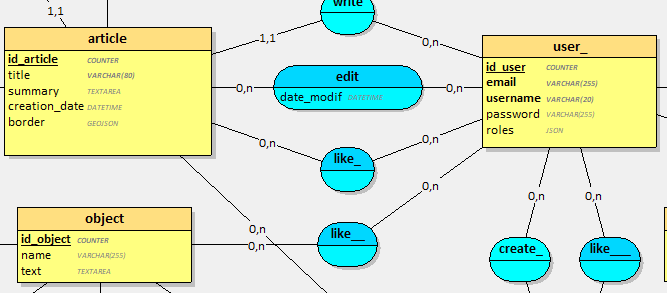 write
1,1
article
id_article COUNTER
title VARCHAR(80)
summary TEXTAREA
creation_date DATETIME
border GEOJSON
1,1
0,n
user_
id_user COUNTER
email VARCHAR(255)
username VARCHAR(20)
password VARCHAR(255)
roles JSON
0,n
edit
date_modif DATETIME
0,n
0,n
like_
0,n
0,n
object
id_object COUNTER
name VARCHAR(255)
text TEXTAREA
0,n
0,n
like__
create_
0,n
like___
0,n